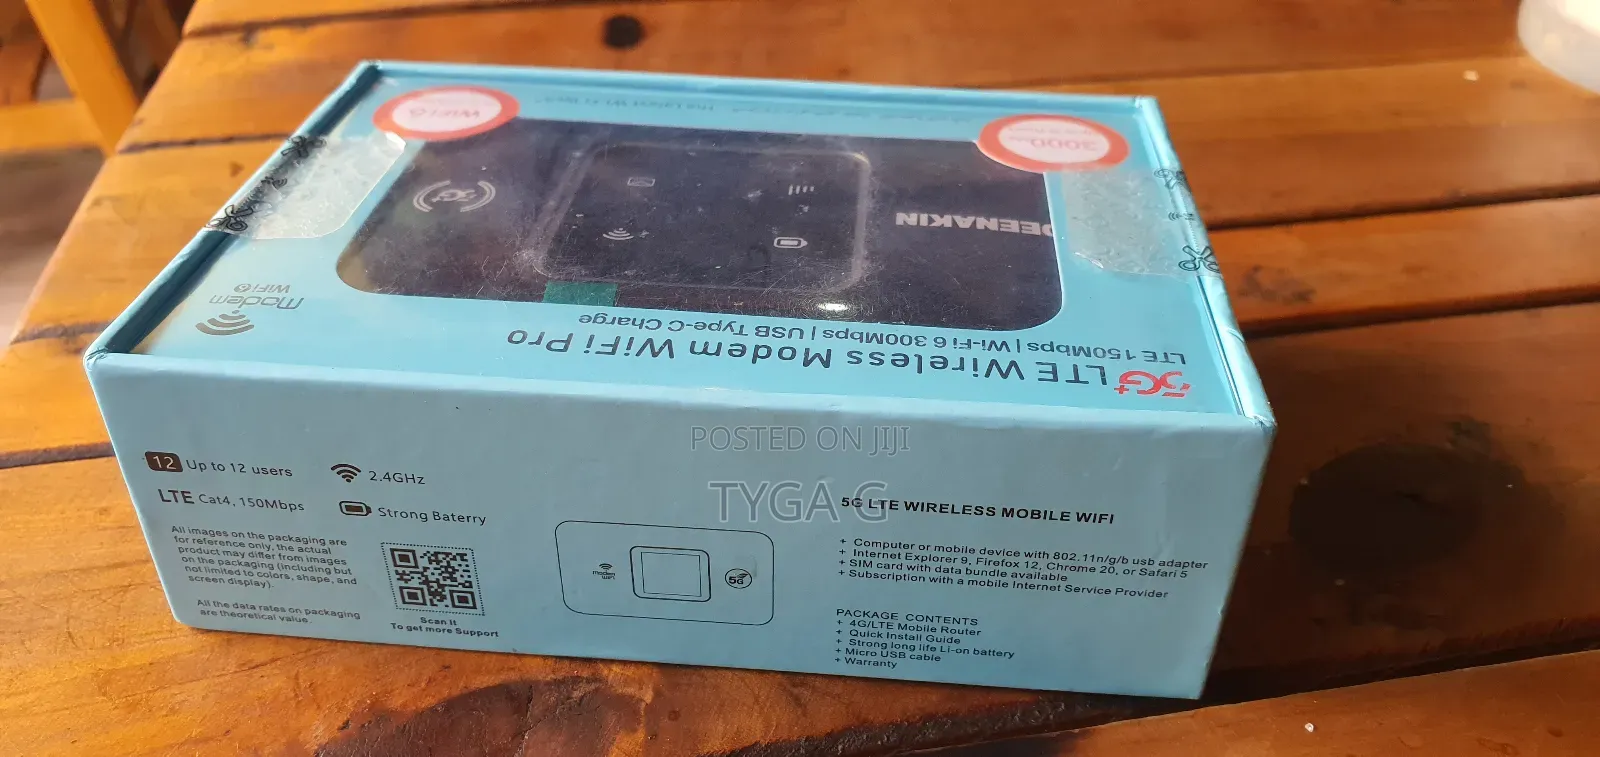 WiFi 6
3000
5G
DEENAKIN
modem
WiFi 6
5G+ LTE Wireless Modem WiFi Pro
LTE 150Mbps | Wi-Fi 6 300Mbps | USB Type-C Charge
POSTED ON JIJI
TYGA G
12 Up to 12 users
2.4GHz
LTE Cat4, 150Mbps
Strong Baterry
All images on the packaging are
for reference only, the actual
product may differ from images
on the packaging (including but
not limited to colors, shape, and
screen display).
All the data rates on packaging
are theoretical value.
Scan it
To get more Support
modem
WiFi
5G
5G LTE WIRELESS MOBILE WIFI
+ Computer or mobile device with 802.11n/g/b usb adapter
+ Internet Explorer 9, Firefox 12, Chrome 20, or Safari 5
+ SIM card with data bundle available
+ Subscription with a mobile Internet Service Provider
PACKAGE CONTENTS
+ 4G/LTE Mobile Router
+ Quick Install Guide
+ Strong long life Li-on battery
+ Micro USB cable
+ Warranty